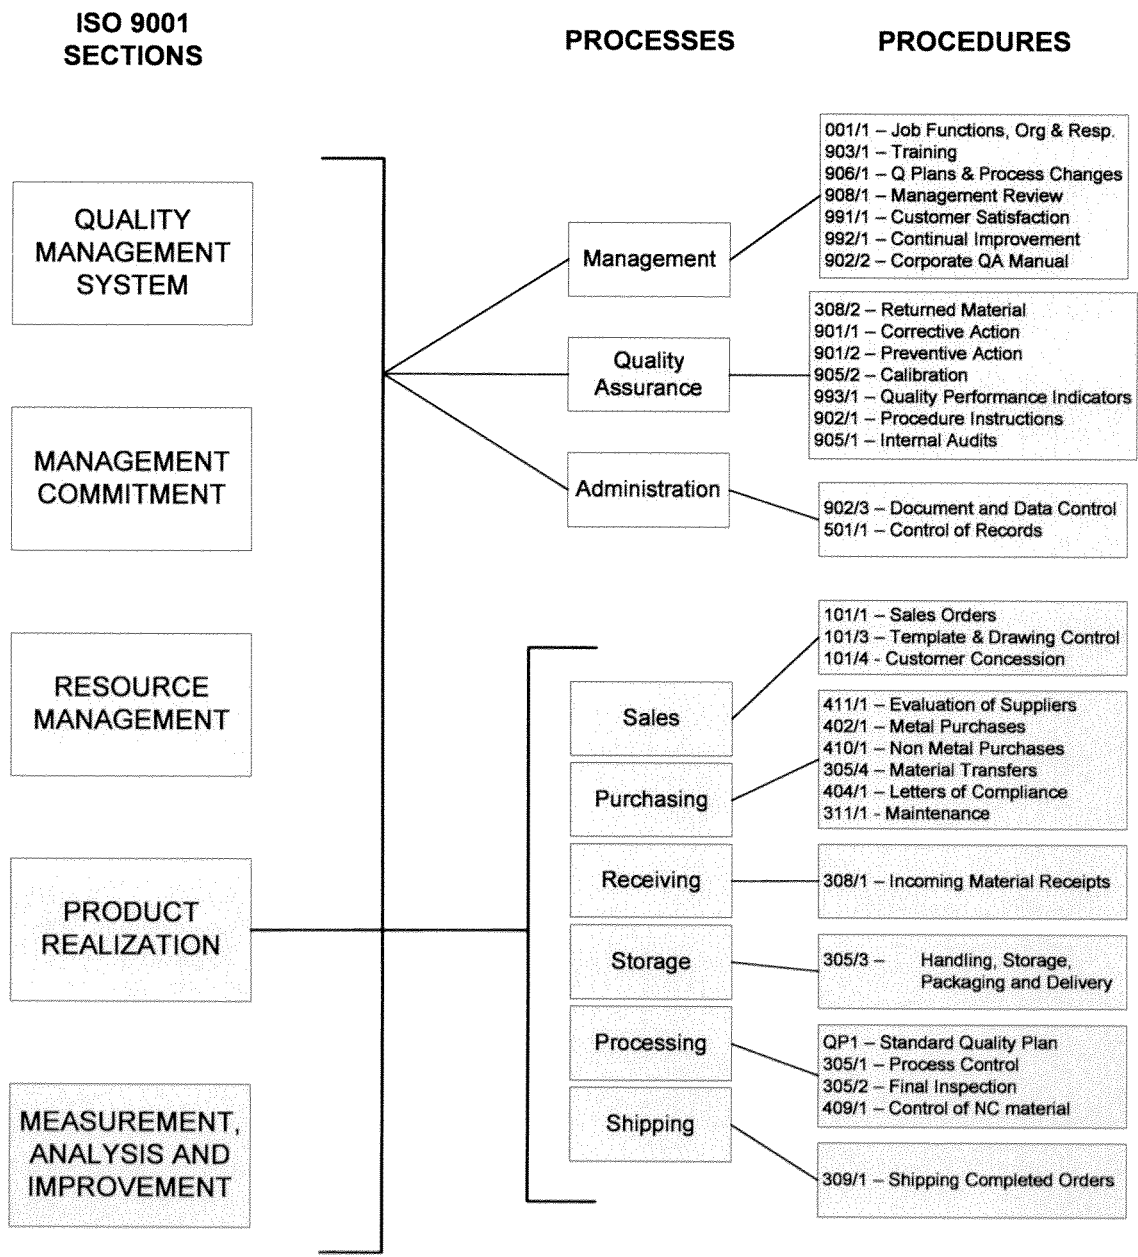 ISO 9001
SECTIONS
PROCESSES
PROCEDURES
QUALITY
MANAGEMENT
SYSTEM
MANAGEMENT
COMMITMENT
RESOURCE
MANAGEMENT
PRODUCT
REALIZATION
MEASUREMENT,
ANALYSIS AND
IMPROVEMENT
Management
Quality
Assurance
Administration
Sales
Purchasing
Receiving
Storage
Processing
Shipping
001/1 – Job Functions, Org & Resp.
903/1 – Training
906/1 – Q Plans & Process Changes
908/1 – Management Review
991/1 – Customer Satisfaction
992/1 – Continual Improvement
902/2 – Corporate QA Manual
308/2 – Returned Material
901/1 – Corrective Action
901/2 – Preventive Action
905/2 – Calibration
993/1 – Quality Performance Indicators
902/1 – Procedure Instructions
905/1 – Internal Audits
902/3 – Document and Data Control
501/1 – Control of Records
101/1 – Sales Orders
101/3 – Template & Drawing Control
101/4 - Customer Concession
411/1 – Evaluation of Suppliers
402/1 – Metal Purchases
410/1 – Non Metal Purchases
305/4 – Material Transfers
404/1 – Letters of Compliance
311/1 - Maintenance
308/1 – Incoming Material Receipts
305/3 – Handling, Storage,
Packaging and Delivery
QP1 – Standard Quality Plan
305/1 – Process Control
305/2 – Final Inspection
409/1 – Control of NC material
309/1 – Shipping Completed Orders